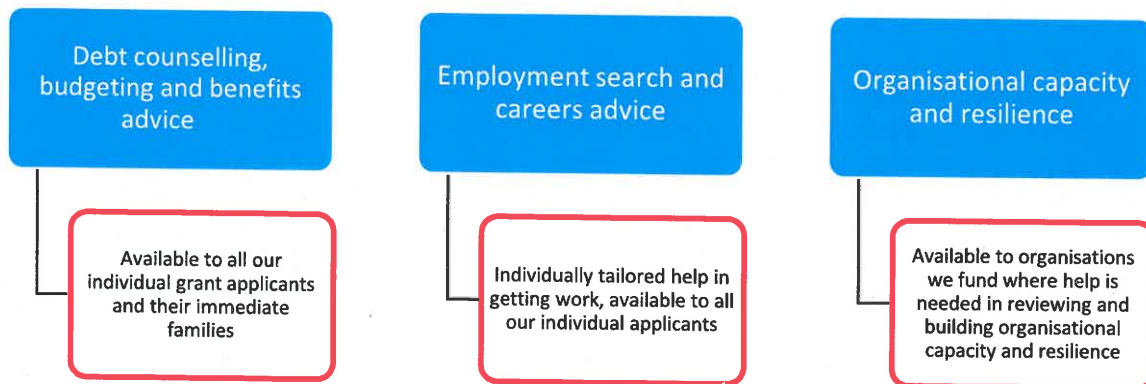 Debt counselling,
budgeting and benefits
advice
Available to all our
individual grant applicants
and their immediate
families
Employment search and
careers advice
Individually tailored help in
getting work, available to all
our individual applicants
Organisational capacity
and resilience
Available to organisations
we fund where help is
needed in reviewing and
building organisational
capacity and resilience